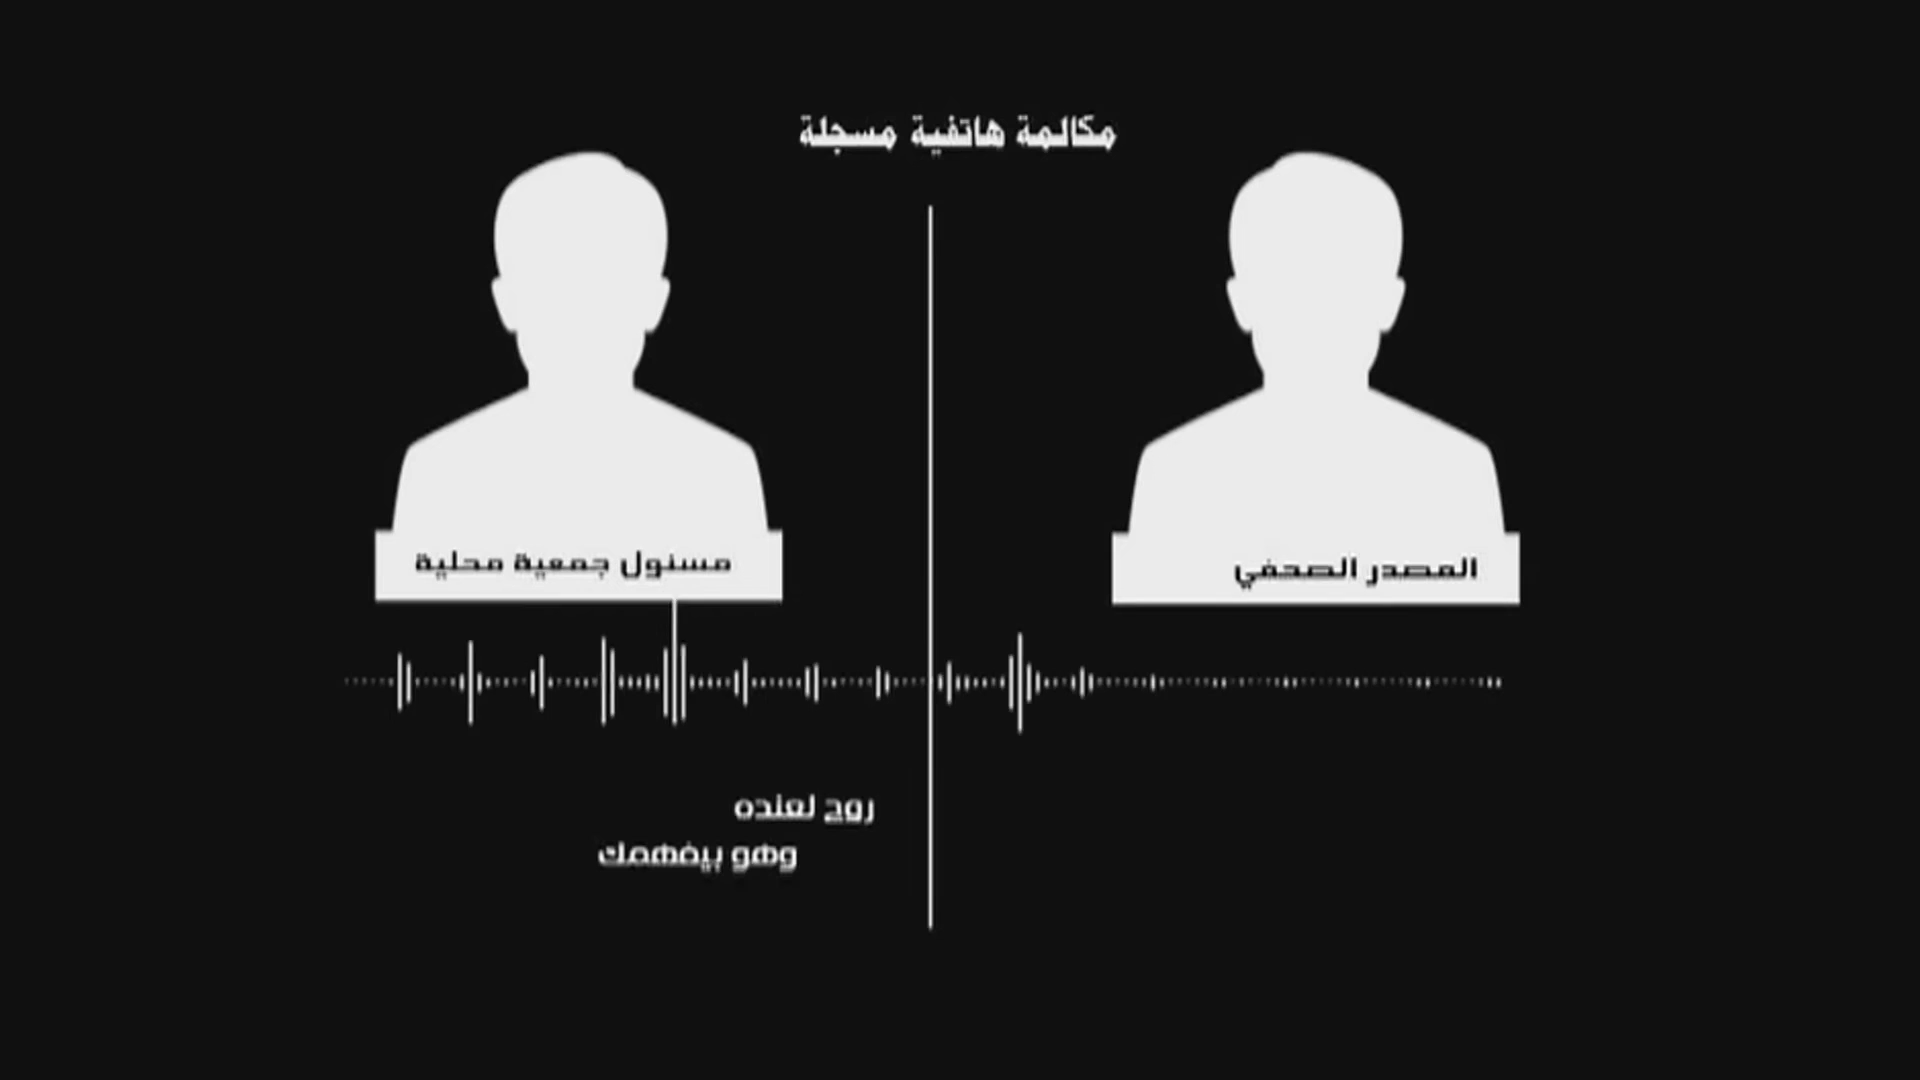 مكالمة هاتفية مسجلة
المصدر الصحفي
مسئول جمعية محلية
روح لعنده
وهو بيفهمك